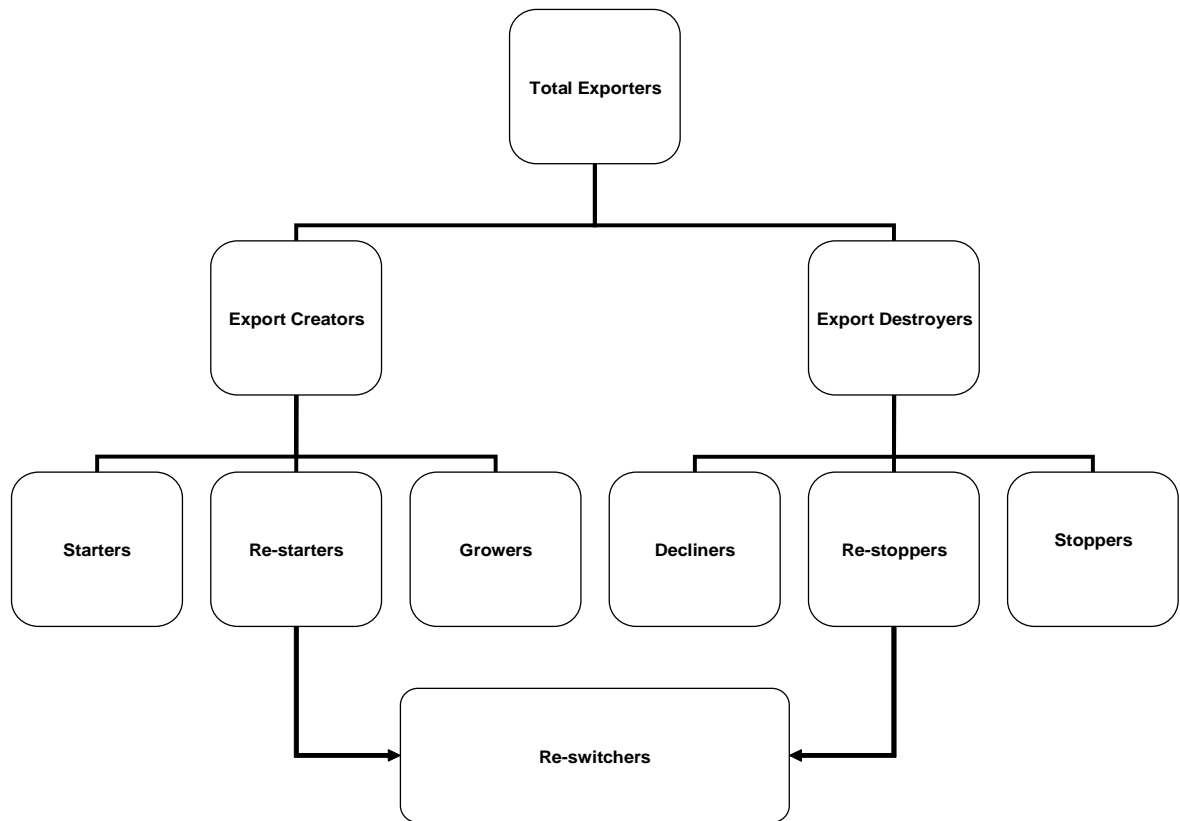 Total Exporters
Export Creators
Export Destroyers
Starters
Re-starters
Growers
Decliners
Re-stoppers
Stoppers
Re-switchers